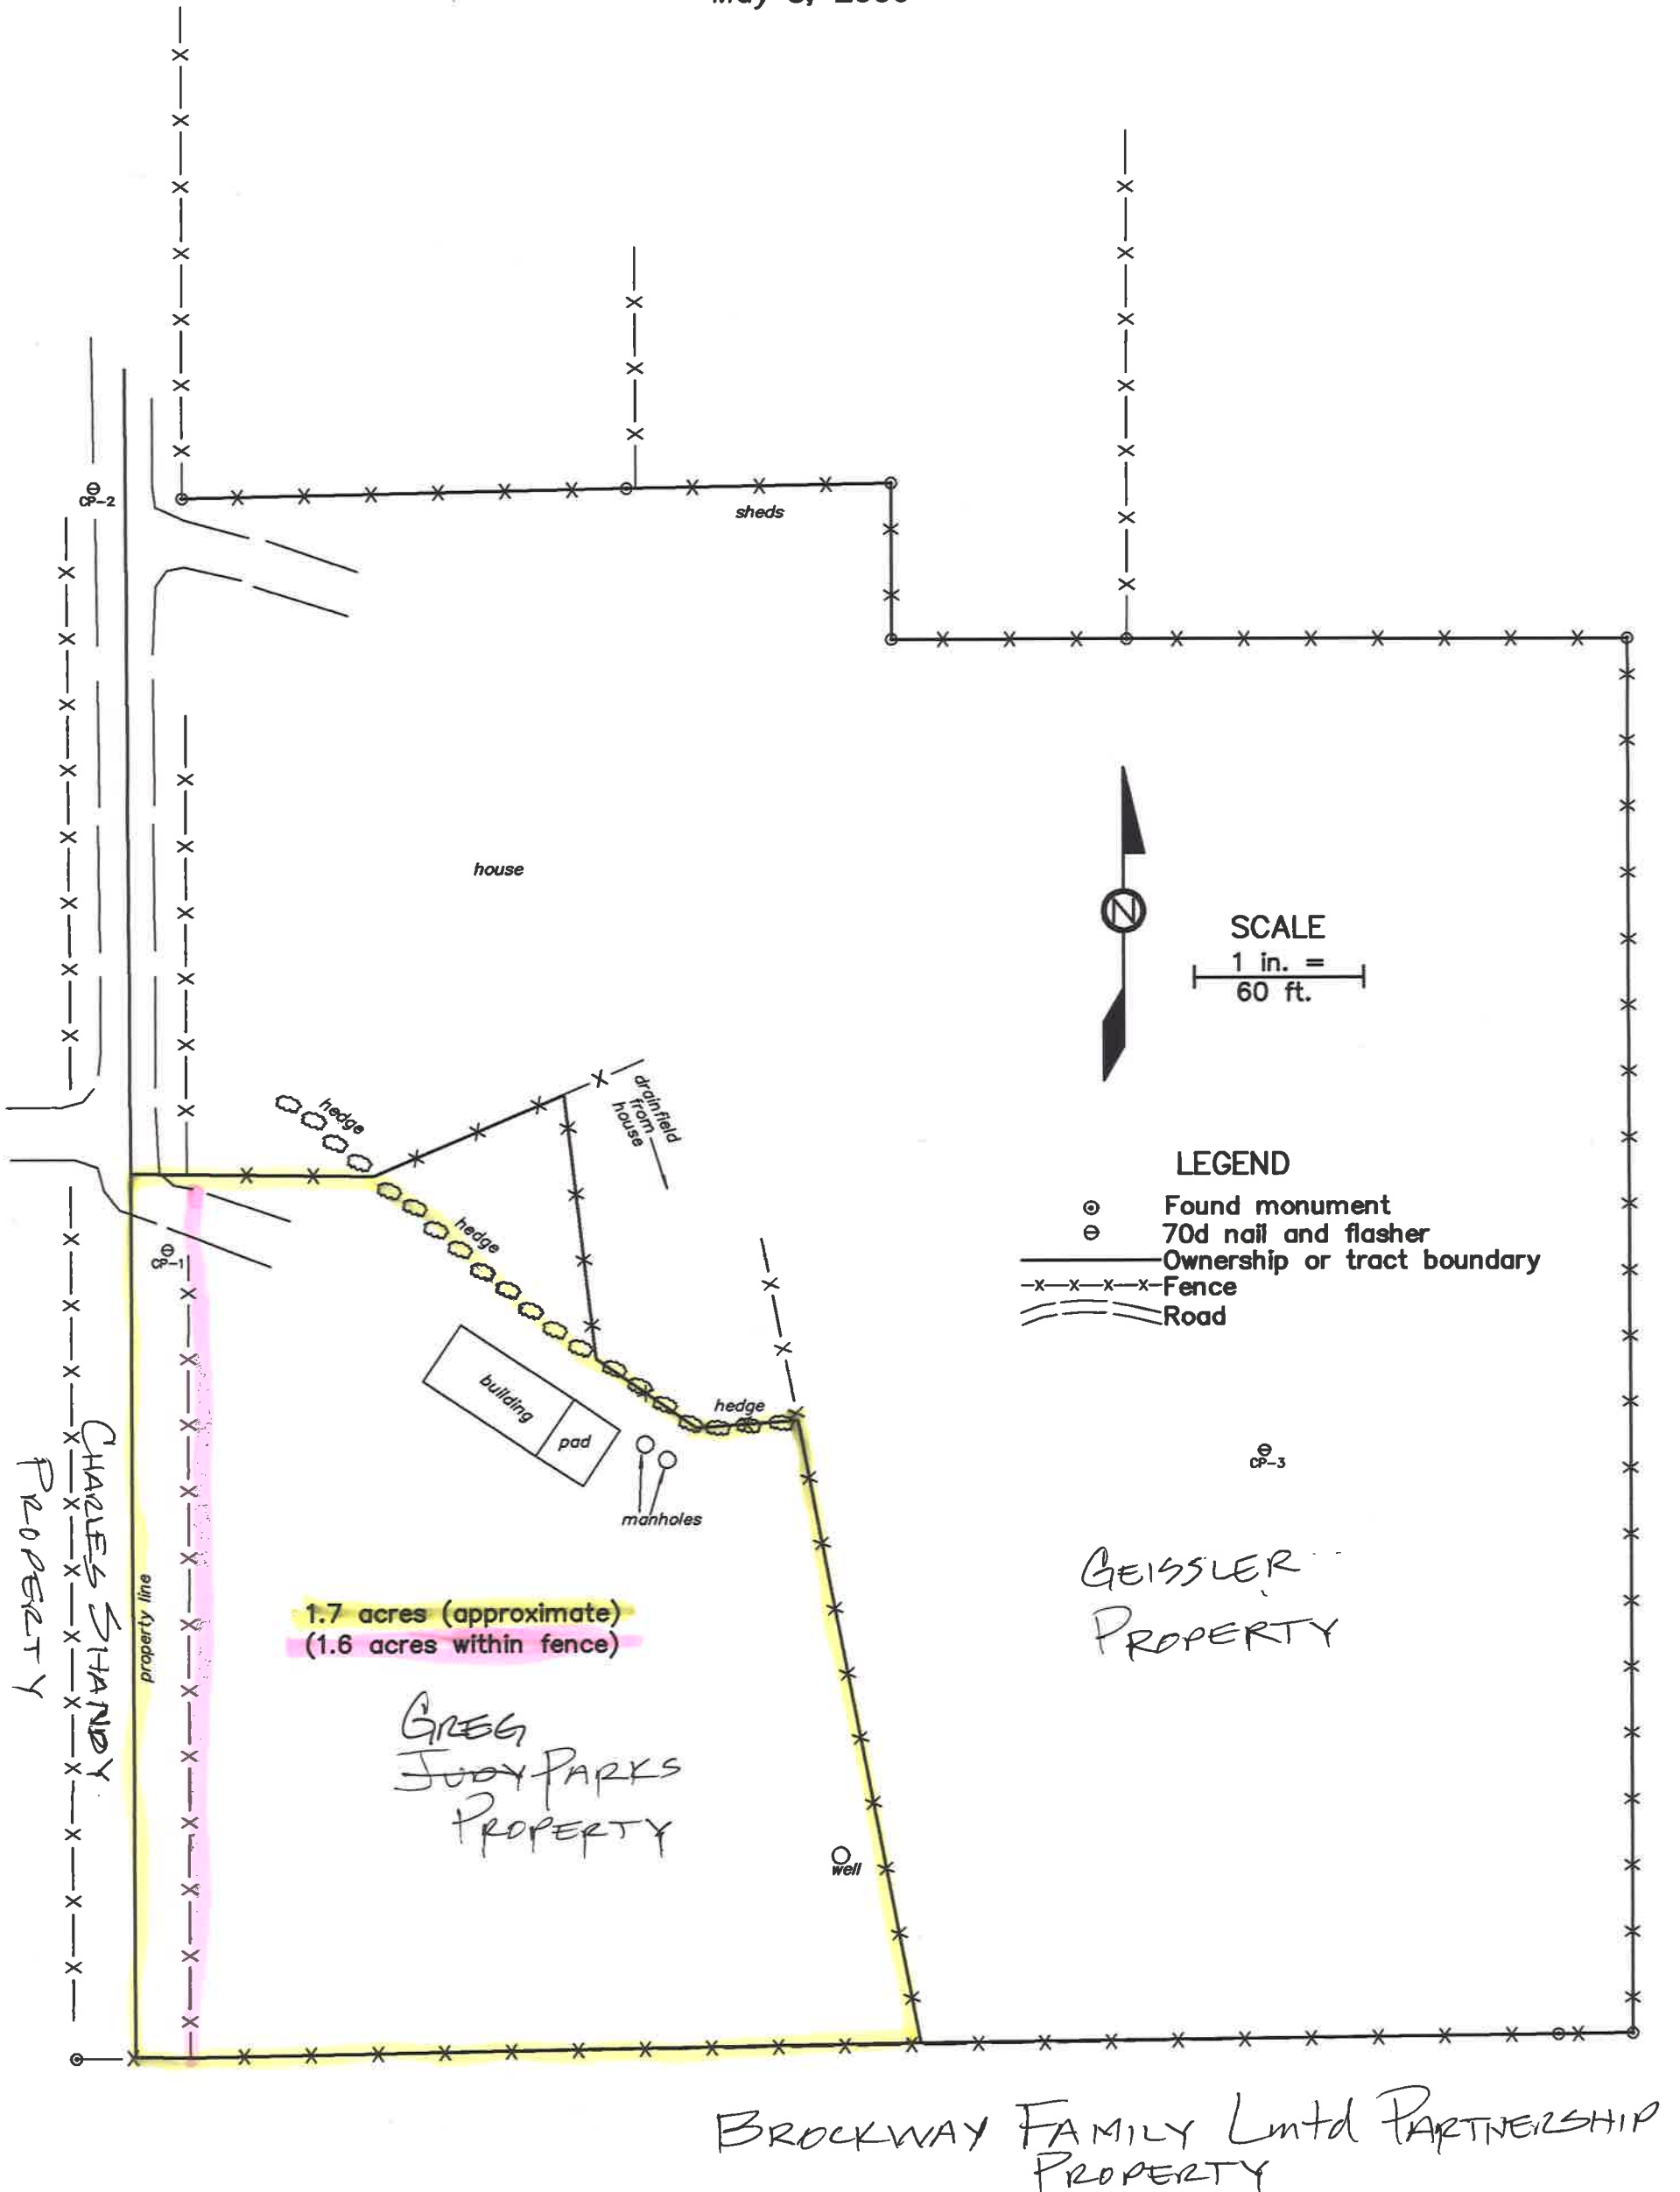 CP-2
sheds
house
SCALE
1 in. =
60 ft.
hedge
drainfield
from
house
LEGEND
Found monument
70d nail and flasher
Ownership or tract boundary
-x—x—x—x-Fence
Road
hedge
CP-1
building
pad
hedge
manholes
CP-3
CHARLES SHANDY
PROPERTY
property line
1.7 acres (approximate)
(1.6 acres within fence)
GEISSLER
PROPERTY
GREG
JUDY PARKS
PROPERTY
well
N
BROCKWAY FAMILY Lmtd PARTNERSHIP
PROPERTY